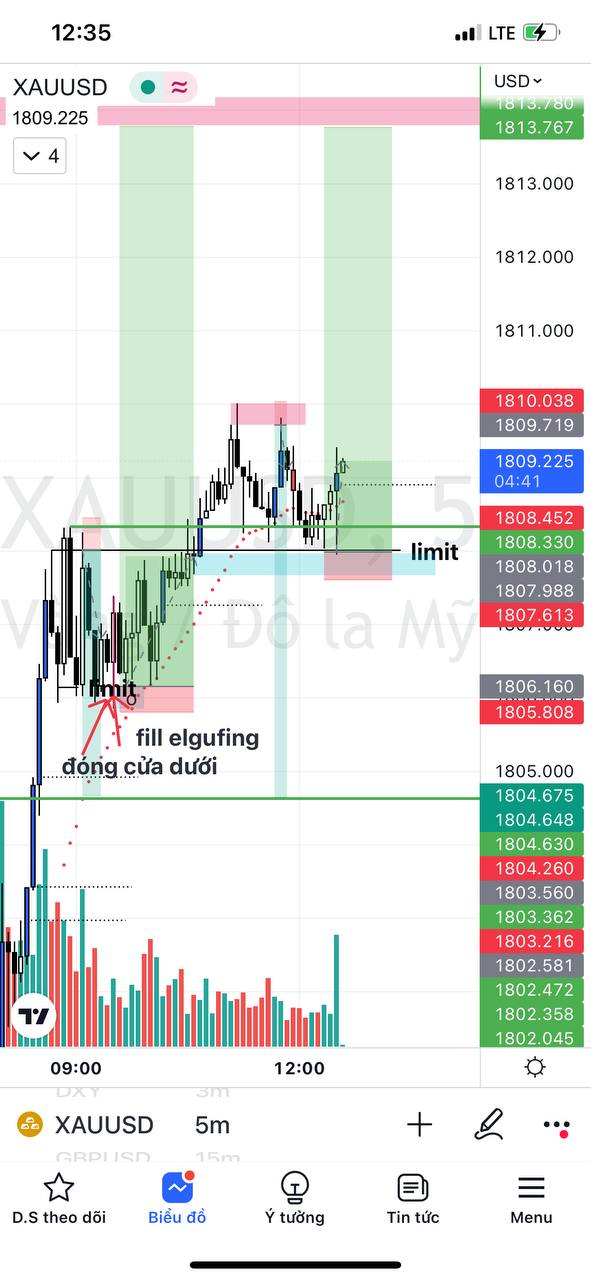 12:35
LTE
XAUUSD
USD
1813.780
1809.225
1813.767
4
1813.000
1812.000
1811.000
1810.038
1809.719
1809.225
04:41
XAUUSD, 5
1808.452
1808.330
limit
1808.018
1807.988
1807.613
Đô la Mỹ
1806.160
limit
1805.808
fill elgufing
đóng cửa dưới
1805.000
1804.675
1804.648
1804.630
1804.260
1803.560
1803.362
1803.216
1802.581
1802.472
1802.358
1802.045
09:00
12:00
DXY 3m
XAUUSD 5m
GBPUSD 15m
D.S theo dõi
Biểu đồ
Ý tưởng
Tin tức
Menu